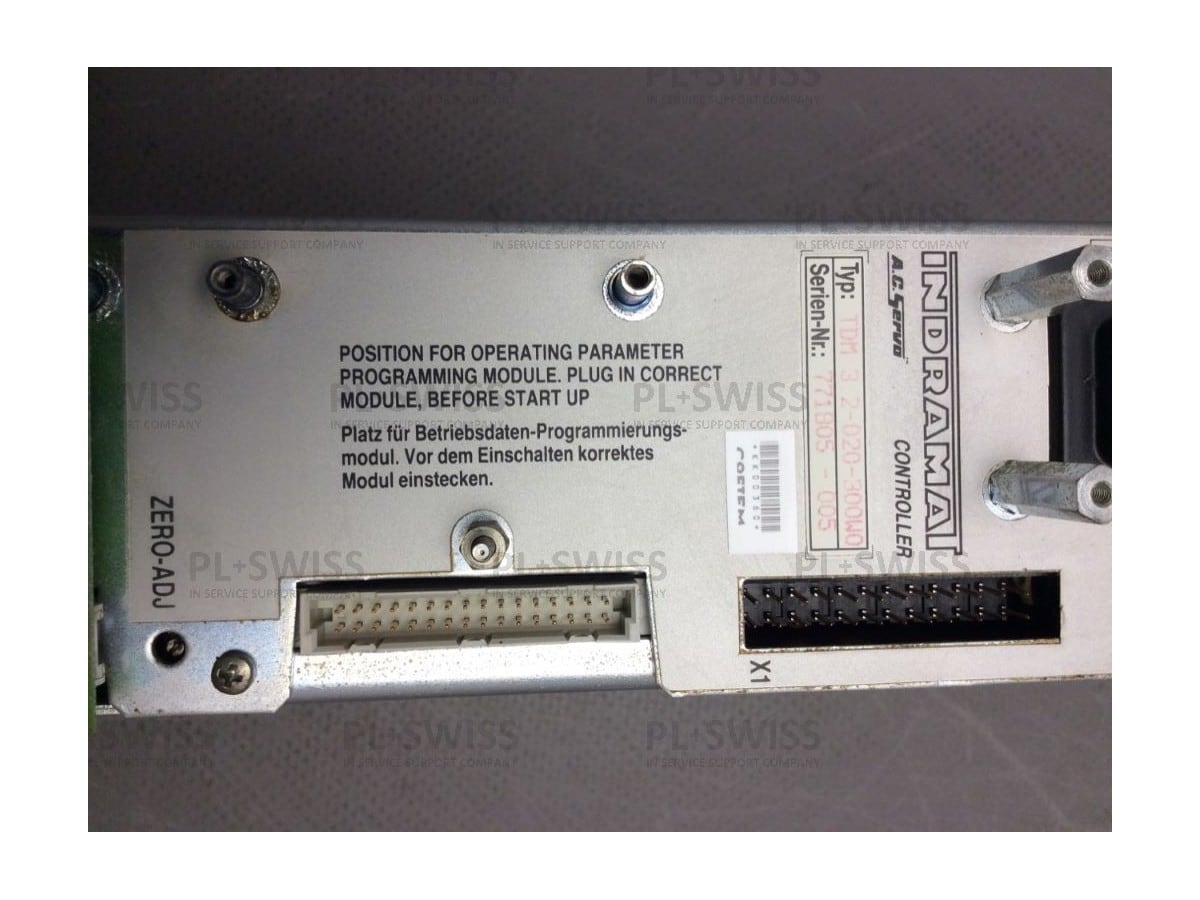 POSITION FOR OPERATING PARAMETER
PROGRAMMING MODULE. PLUG IN CORRECT
MODULE, BEFORE START UP
Platz für Betriebsdaten-Programmierungs-
modul. Vor dem Einschalten korrektes
Modul einstecken.
ZERO-ADJ
INDRAMAT
A.C. Servo
CONTROLLER
Typ: TDM 3.2-020-300W0
Serien-Nr.: 771805 - 005
X1
PL+SWISS
IN SERVICE SUPPORT COMPANY